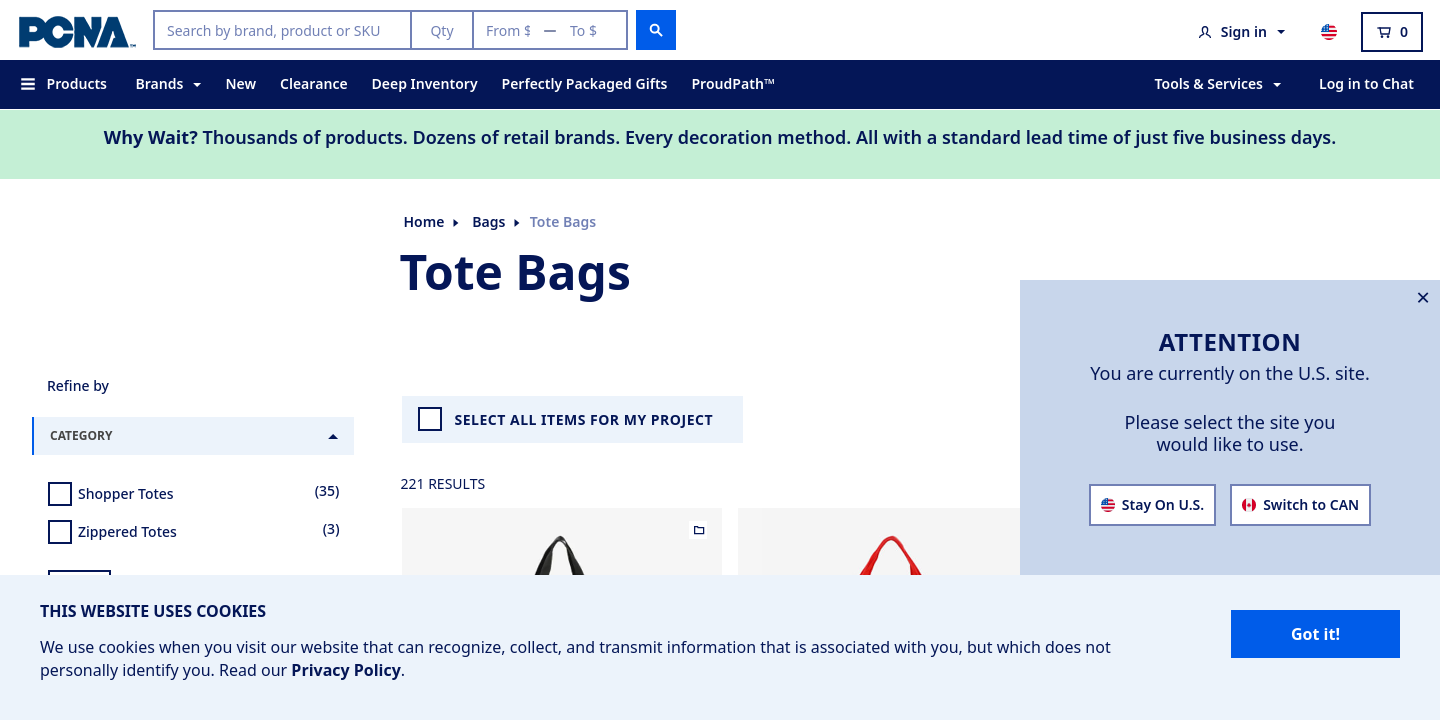 PCNA™
Search by brand, product or SKU
Qty
From $ — To $
Sign in
0
Products
Brands
New
Clearance
Deep Inventory
Perfectly Packaged Gifts
ProudPath™
Tools & Services
Log in to Chat
Why Wait? Thousands of products. Dozens of retail brands. Every decoration method. All with a standard lead time of just five business days.
Home
Bags
Tote Bags
Tote Bags
ATTENTION
You are currently on the U.S. site.
Please select the site you
would like to use.
Stay On U.S.
Switch to CAN
Refine by
CATEGORY
Shopper Totes (35)
Zippered Totes (3)
SELECT ALL ITEMS FOR MY PROJECT
221 RESULTS
THIS WEBSITE USES COOKIES
We use cookies when you visit our website that can recognize, collect, and transmit information that is associated with you, but which does not
personally identify you. Read our Privacy Policy.
Got it!